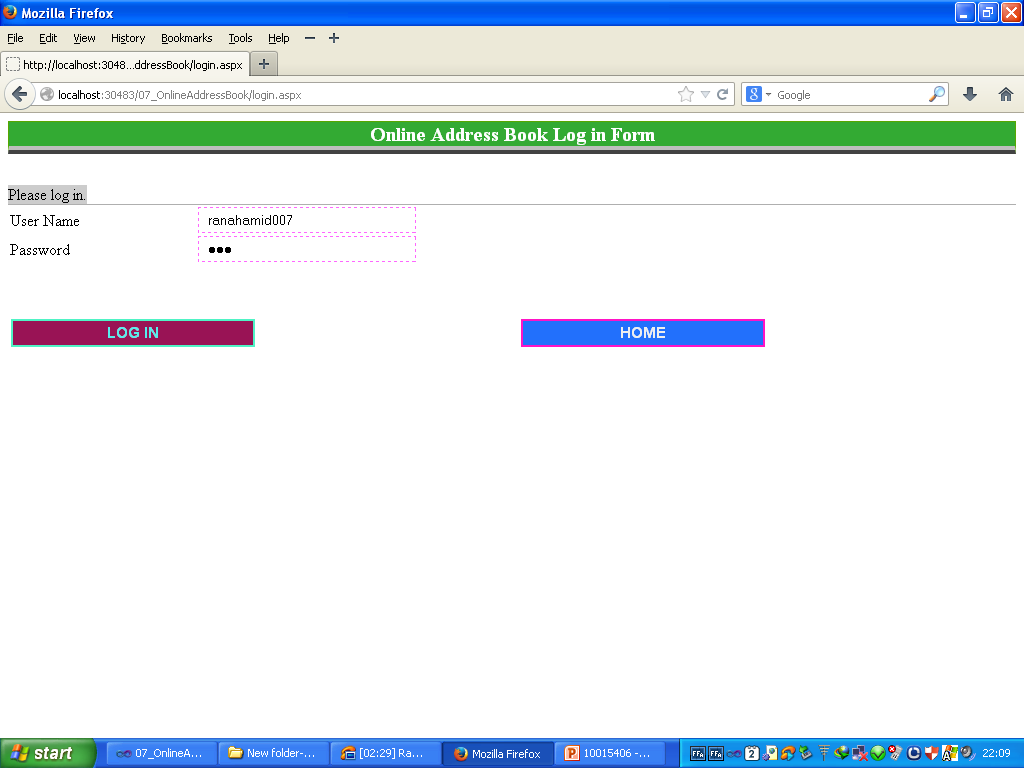 Mozilla Firefox
File Edit View History Bookmarks Tools Help
http://localhost:3048...ddressBook/login.aspx
localhost:30483/07_OnlineAddressBook/login.aspx
8 Google
Online Address Book Log in Form
Please log in.
User Name ranahamid007
Password
LOG IN HOME
start 07_OnlineA... New folder-... [02:29] Ra... Mozilla Firefox 10015406 -... 2 22:09